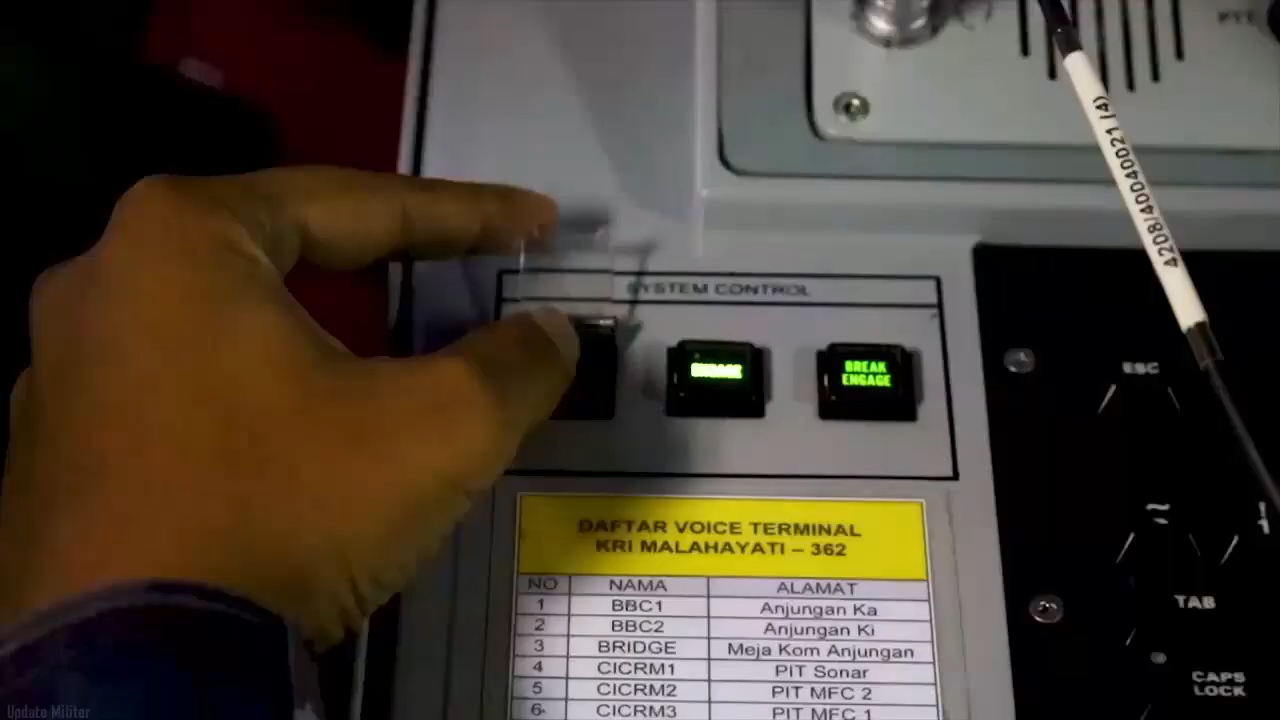 PTT
4208/40040021 (4)
SYSTEM CONTROL
ENGAGE
BREAK
ENGAGE
ESC
~
!
1
TAB
CAPS
LOCK
DAFTAR VOICE TERMINAL
KRI MALAHAYATI – 362
NO NAMA ALAMAT
1 BBC1 Anjungan Ka
2 BBC2 Anjungan Ki
3 BRIDGE Meja Kom Anjungan
4 CICRM1 PIT Sonar
5 CICRM2 PIT MFC 2
6 CICRM3 PIT MFC 1
Update Militer